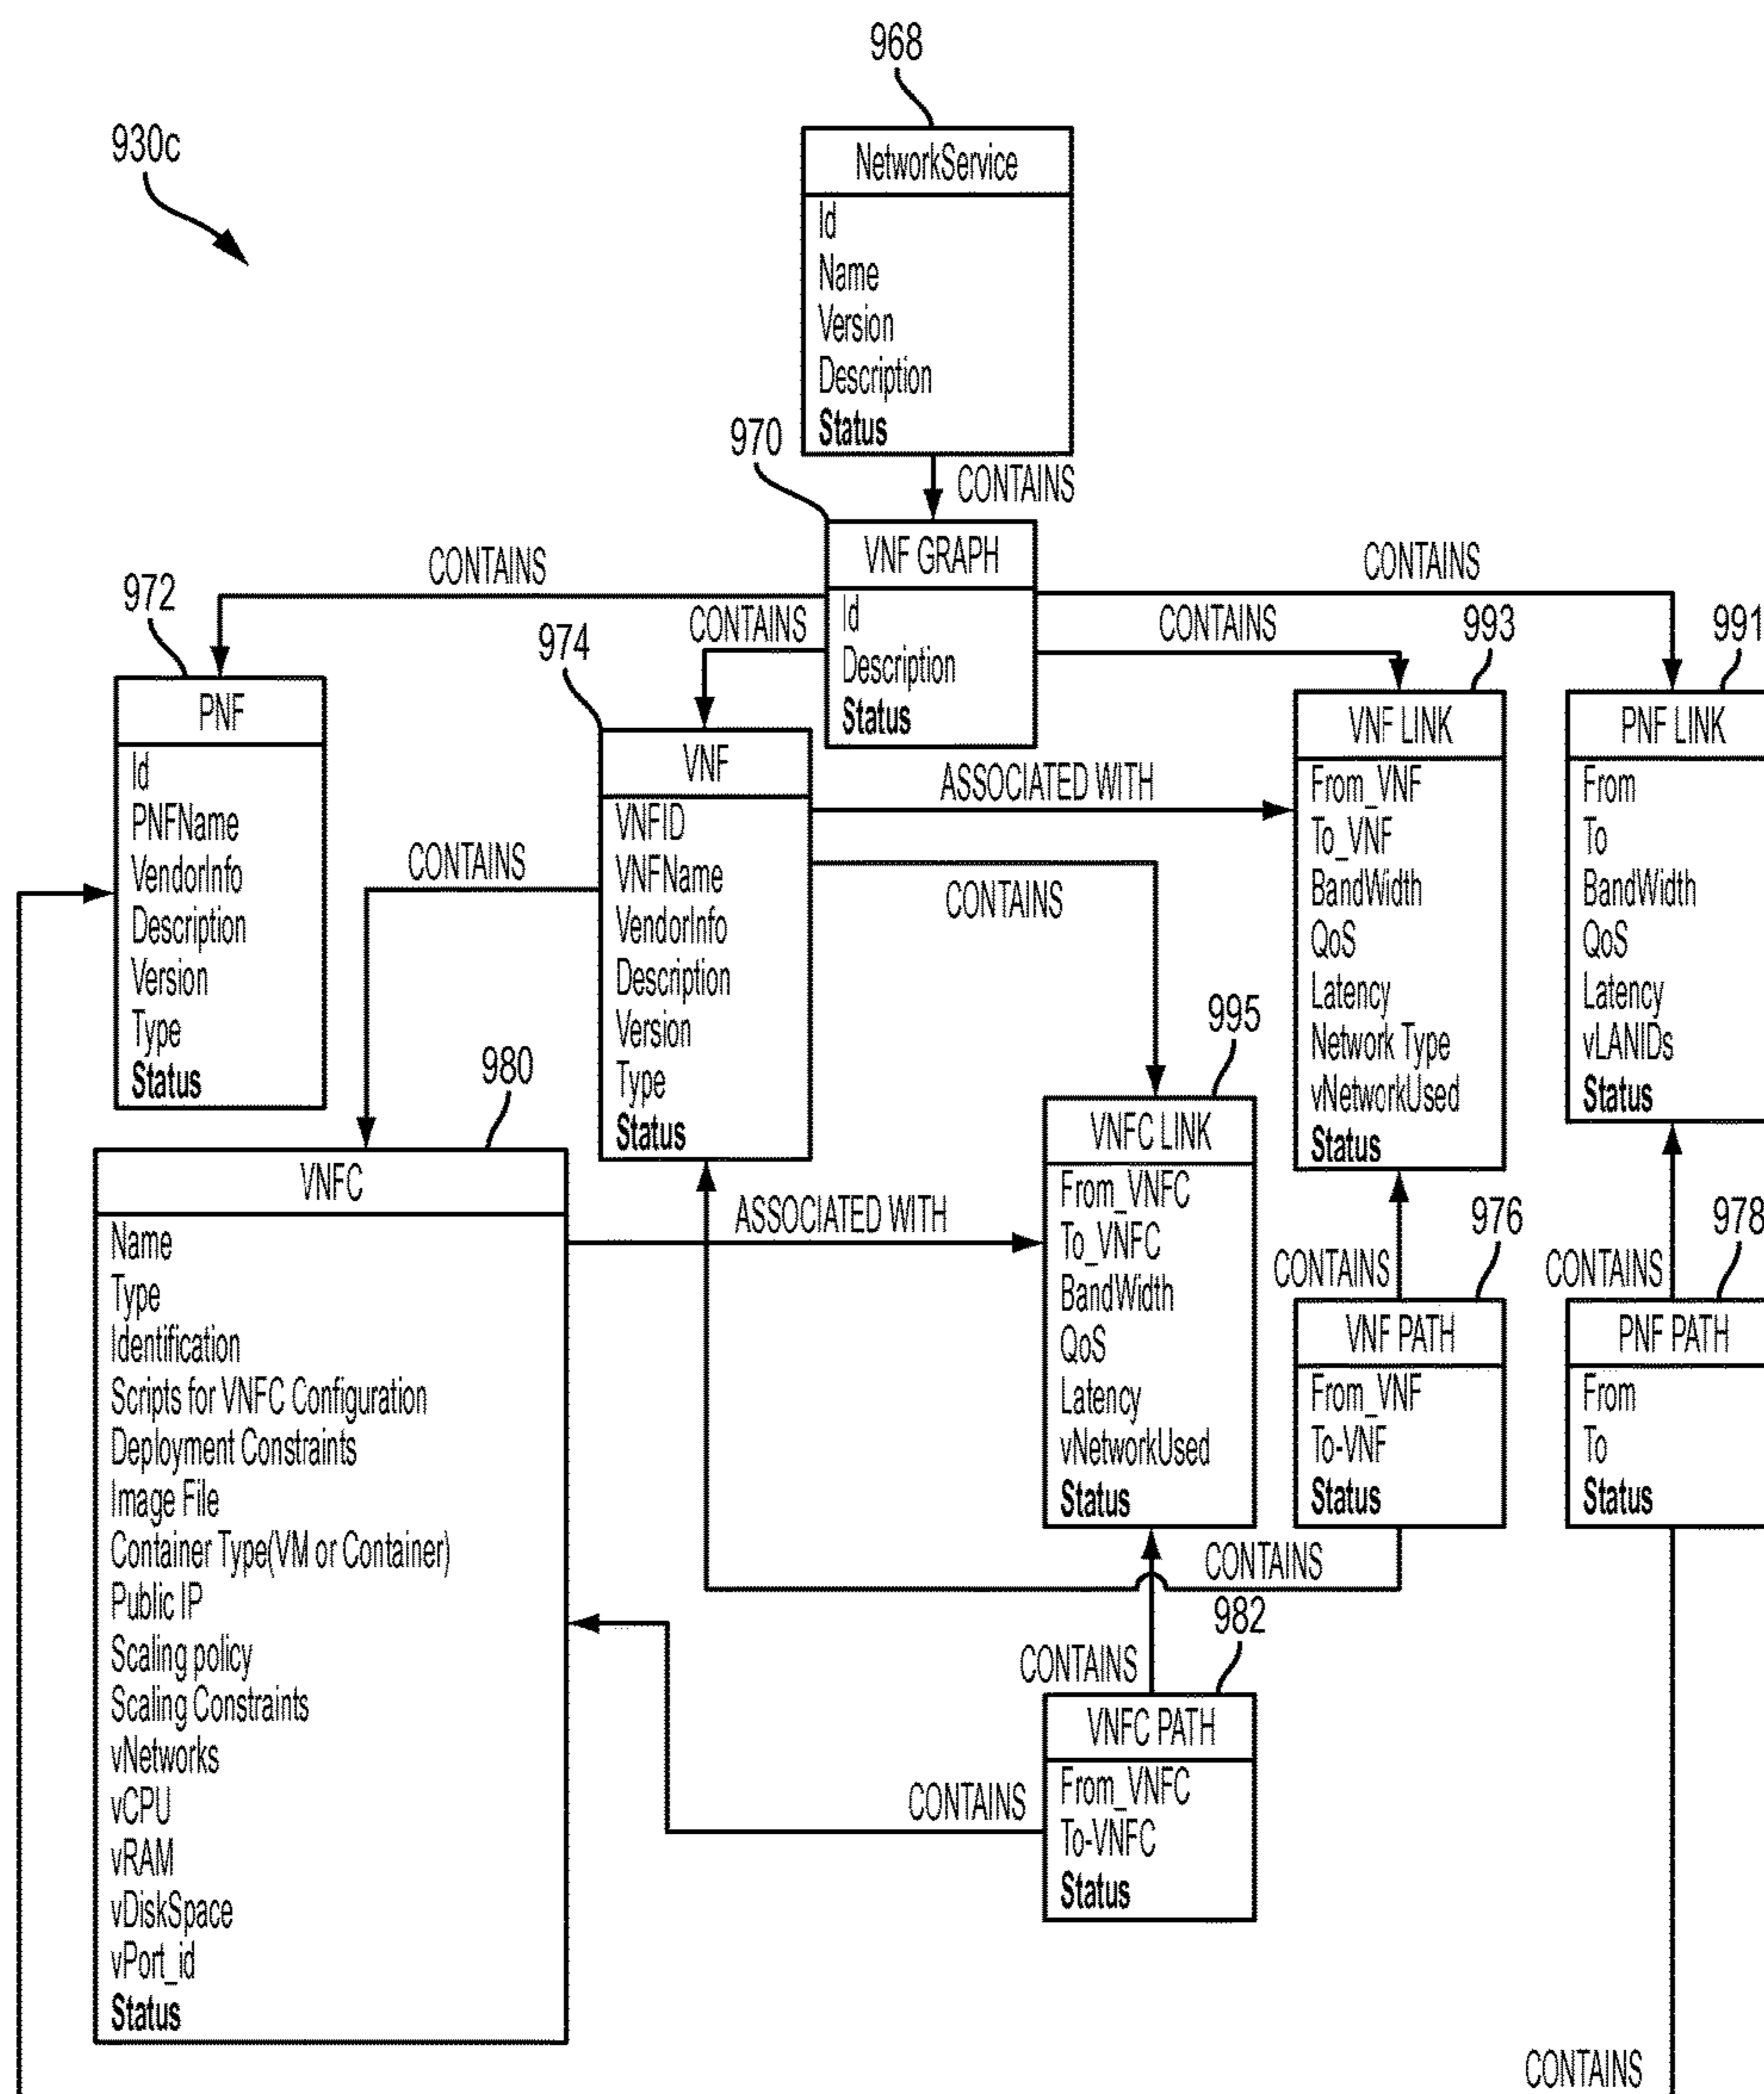 968
930c
NetworkService
Id
Name
Version
Description
Status
970
CONTAINS
VNF GRAPH
Id
Description
Status
CONTAINS
CONTAINS
CONTAINS
CONTAINS
972
PNF
Id
PNFName
VendorInfo
Description
Version
Type
Status
974
VNF
VNFID
VNFName
VendorInfo
Description
Version
Type
Status
993
VNF LINK
From_VNF
To_VNF
BandWidth
QoS
Latency
Network Type
vNetworkUsed
Status
991
PNF LINK
From
To
BandWidth
QoS
Latency
vLANIDs
Status
ASSOCIATED WITH
CONTAINS
CONTAINS
980
VNFC
Name
Type
Identification
Scripts for VNFC Configuration
Deployment Constraints
Image File
Container Type(VM or Container)
Public IP
Scaling policy
Scaling Constraints
vNetworks
vCPU
vRAM
vDiskSpace
vPort_id
Status
ASSOCIATED WITH
995
VNFC LINK
From_VNFC
To_VNFC
BandWidth
QoS
Latency
vNetworkUsed
Status
CONTAINS
976
VNF PATH
From_VNF
To-VNF
Status
CONTAINS
978
PNF PATH
From
To
Status
CONTAINS
CONTAINS
982
VNFC PATH
From_VNFC
To-VNFC
Status
CONTAINS
CONTAINS